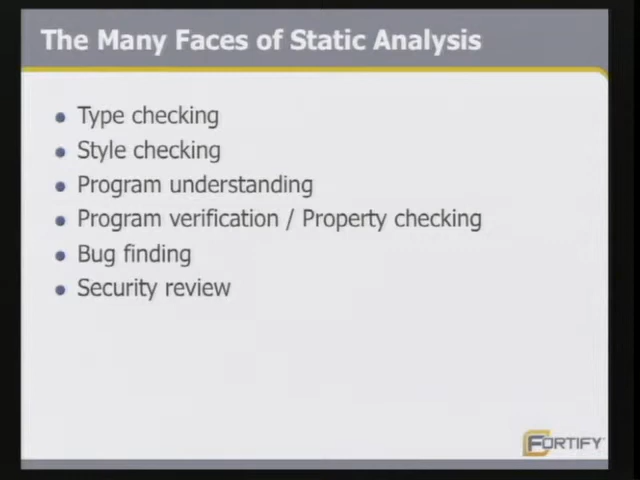 The Many Faces of Static Analysis
Type checking
Style checking
Program understanding
Program verification / Property checking
Bug finding
Security review
FORTIFY